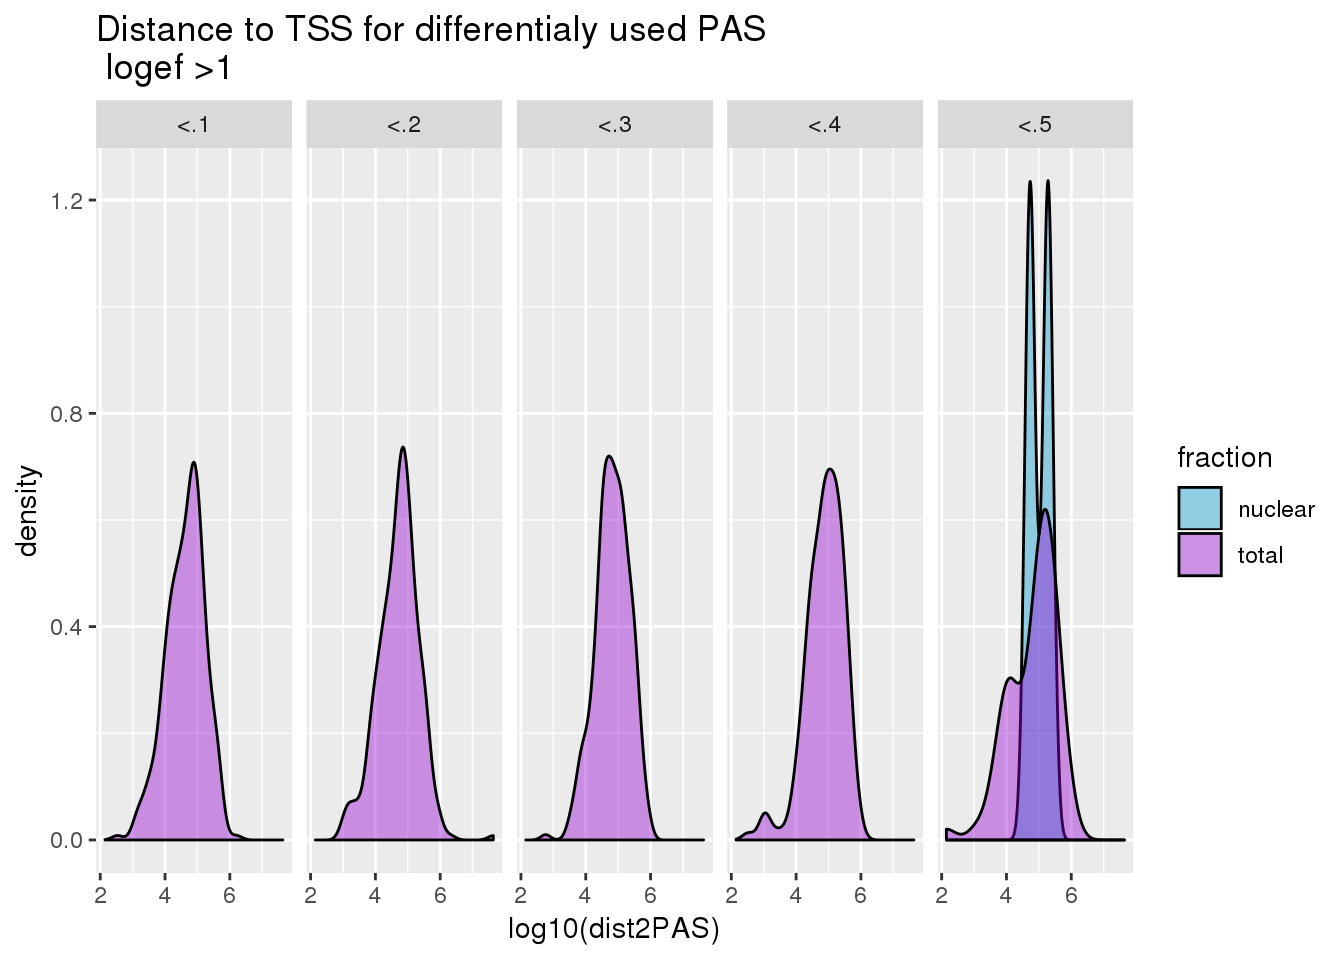 Distance to TSS for differentialy used PAS
logef >1
<.1 <.2 <.3 <.4 <.5
1.2
0.8
0.4
0.0
density
2 4 6 2 4 6 2 4 6 2 4 6 2 4 6
log10(dist2PAS)
fraction
nuclear
total